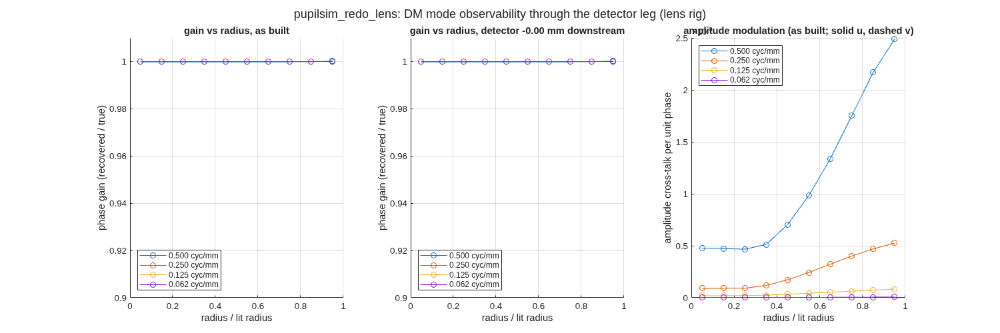 pupilsim_redo_lens: DM mode observability through the detector leg (lens rig)
gain vs radius, as built
phase gain (recovered / true)
1
0.98
0.96
0.94
0.92
0.9
0.500 cyc/mm
0.250 cyc/mm
0.125 cyc/mm
0.062 cyc/mm
0
0.2
0.4
0.6
0.8
1
radius / lit radius
gain vs radius, detector -0.00 mm downstream
phase gain (recovered / true)
1
0.98
0.96
0.94
0.92
0.9
0.500 cyc/mm
0.250 cyc/mm
0.125 cyc/mm
0.062 cyc/mm
0
0.2
0.4
0.6
0.8
1
radius / lit radius
amplitude modulation (as built; solid u, dashed v)
amplitude cross-talk per unit phase
2.5
2
1.5
1
0.5
0
0.500 cyc/mm
0.250 cyc/mm
0.125 cyc/mm
0.062 cyc/mm
0
0.2
0.4
0.6
0.8
1
radius / lit radius